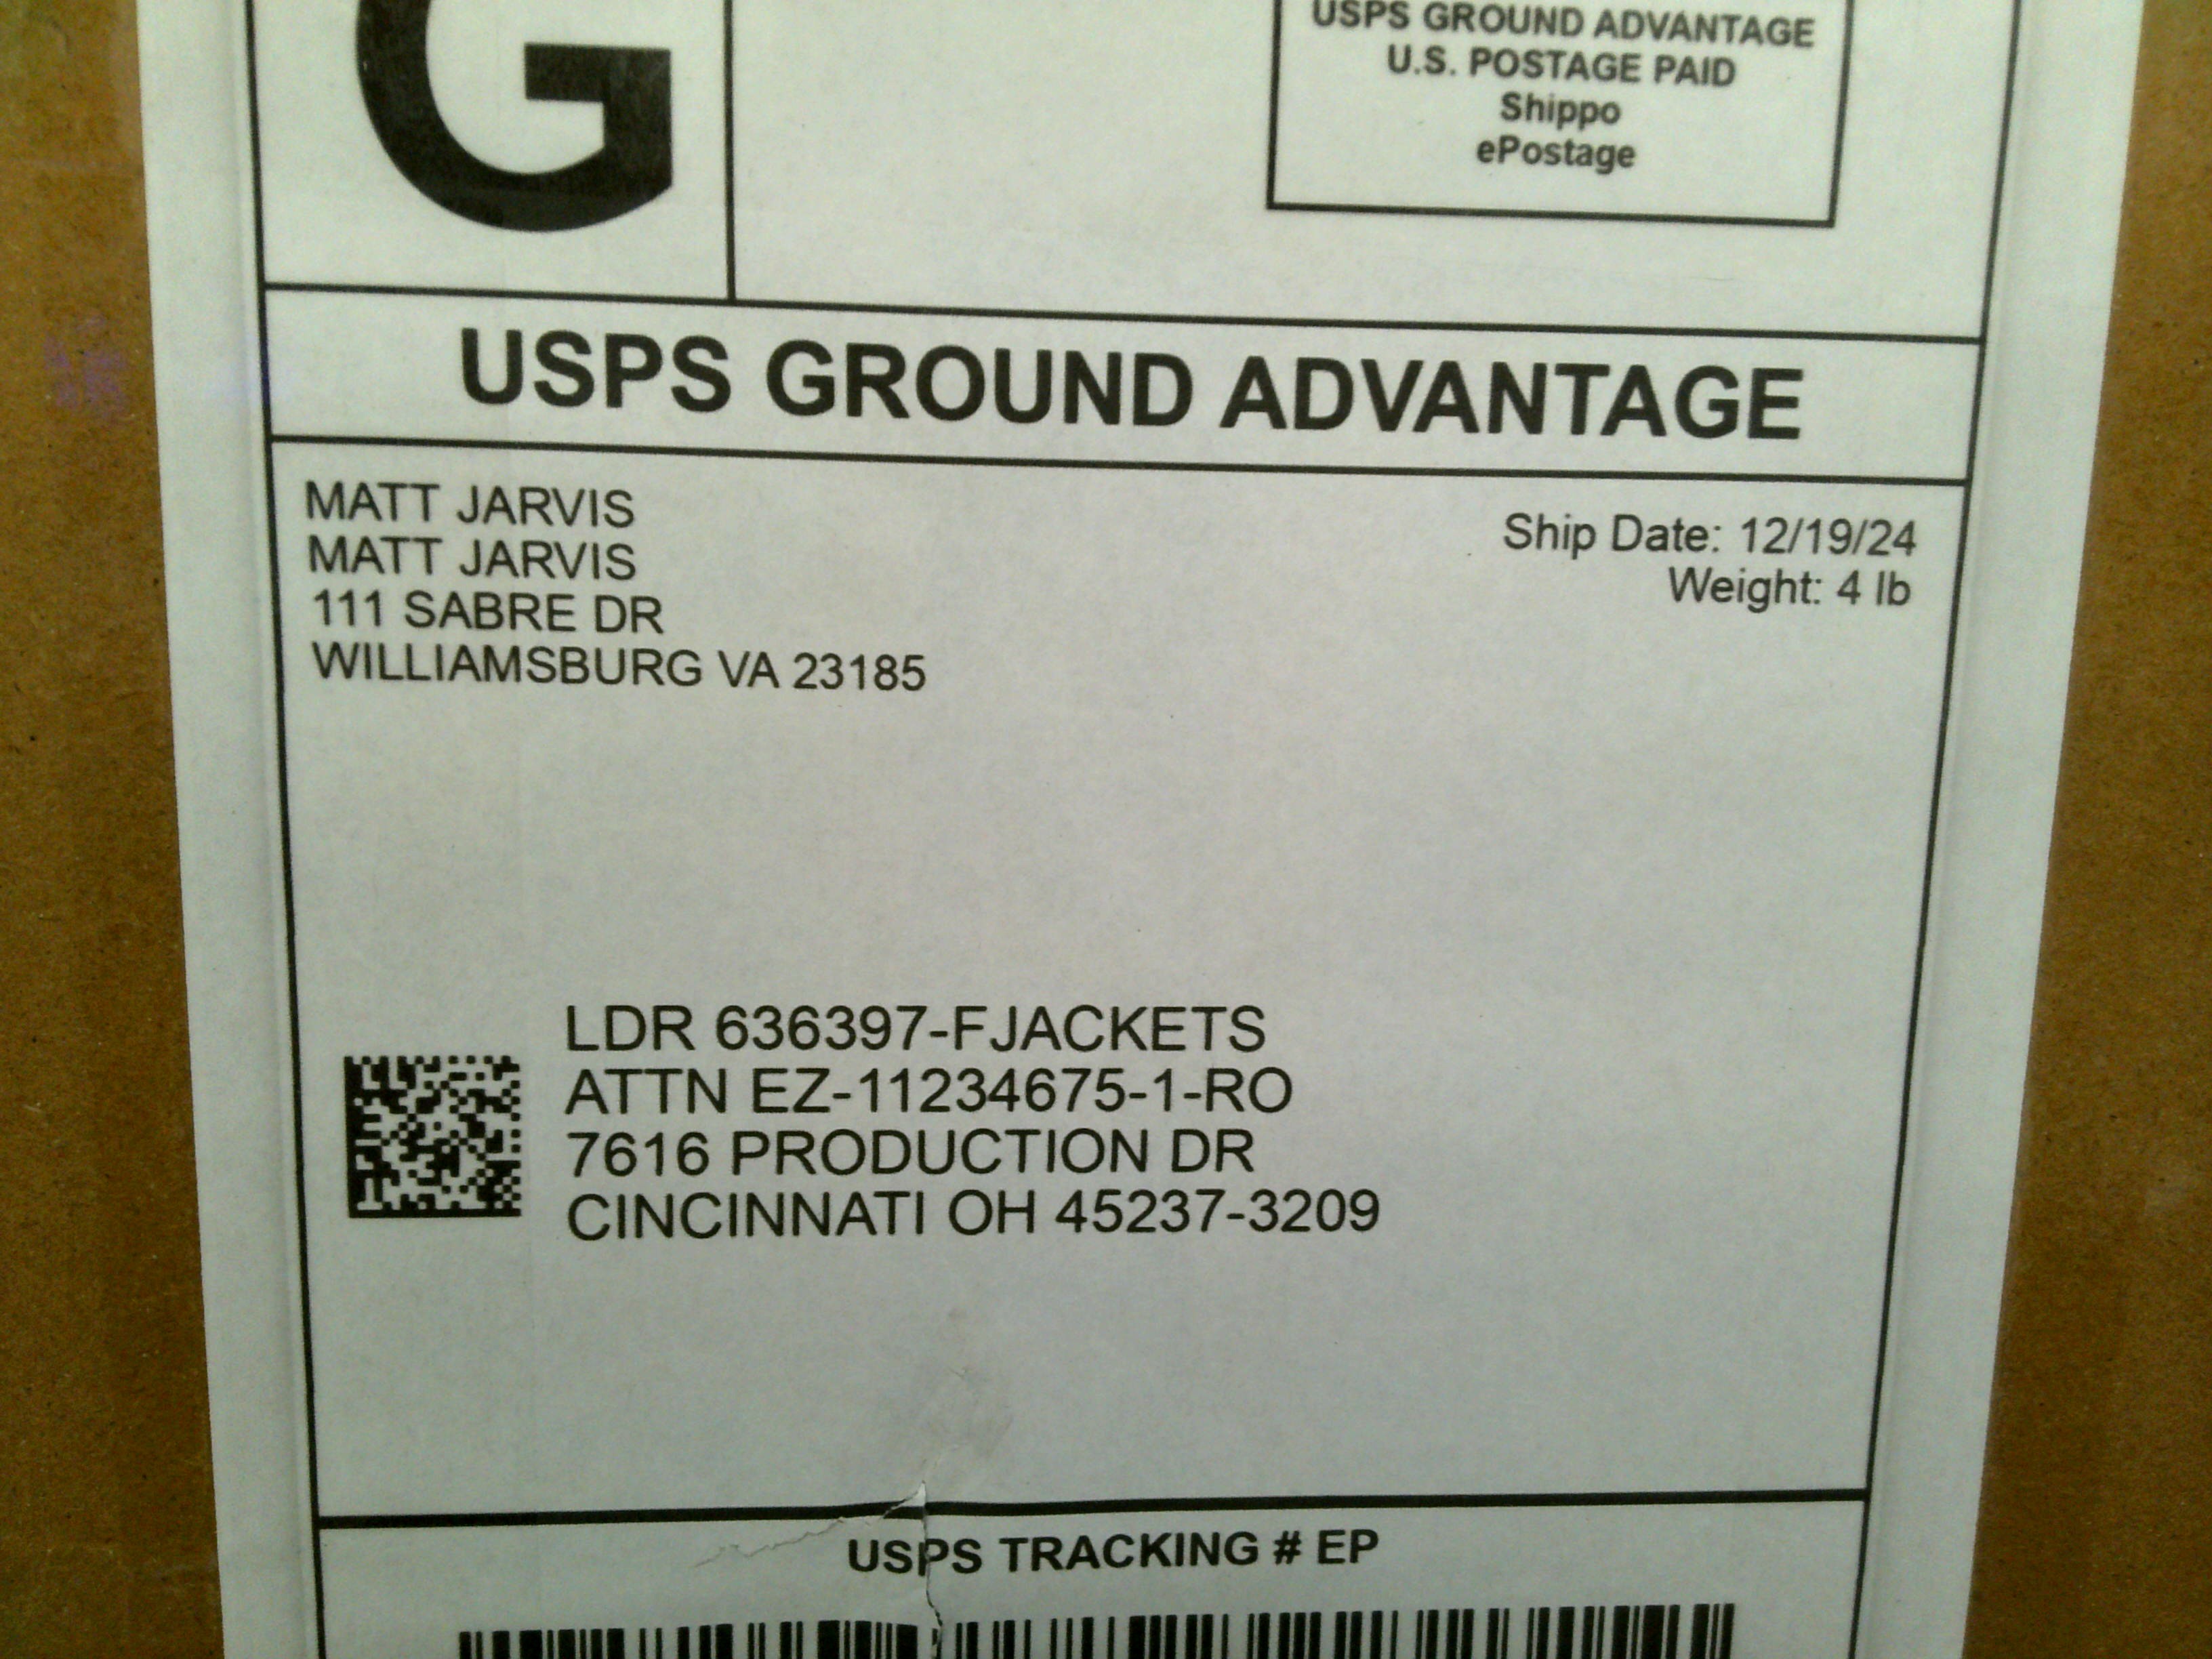 G
USPS GROUND ADVANTAGE
U.S. POSTAGE PAID
Shippo
ePostage
USPS GROUND ADVANTAGE
MATT JARVIS
MATT JARVIS
111 SABRE DR
WILLIAMSBURG VA 23185
Ship Date: 12/19/24
Weight: 4 lb
LDR 636397-FJACKETS
ATTN EZ-11234675-1-RO
7616 PRODUCTION DR
CINCINNATI OH 45237-3209
USPS TRACKING # EP